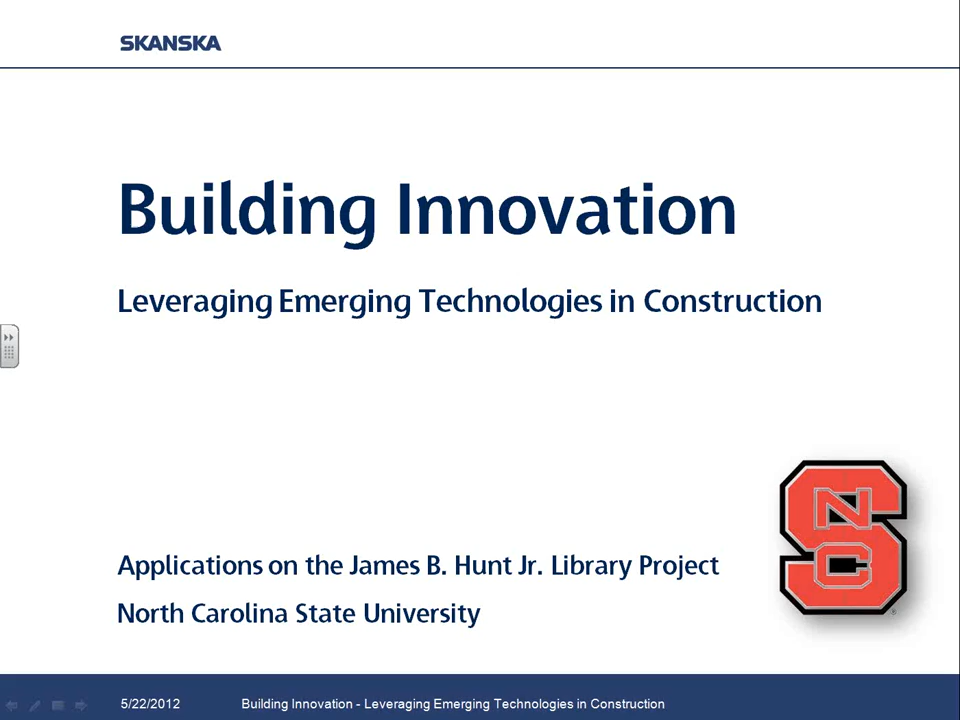 SKANSKA
Building Innovation
Leveraging Emerging Technologies in Construction
Applications on the James B. Hunt Jr. Library Project
North Carolina State University
NSC
5/22/2012 Building Innovation - Leveraging Emerging Technologies in Construction